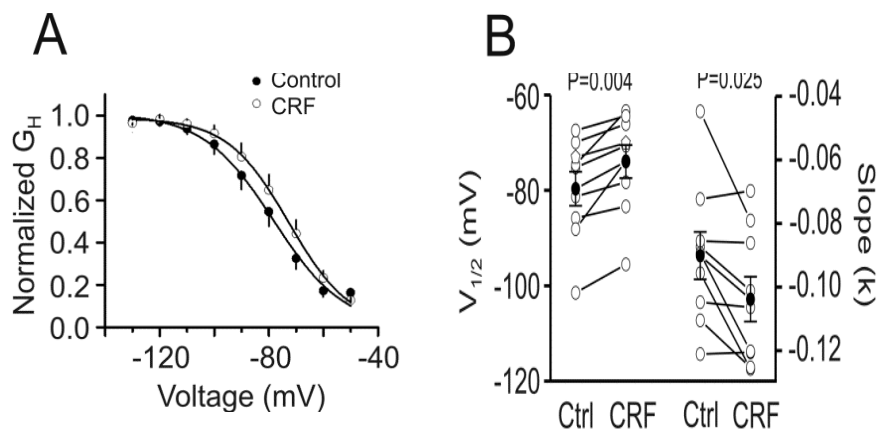 A
Control
CRF
Normalized G_H
1.0
0.8
0.6
0.4
0.2
0.0
-120
-80
-40
Voltage (mV)
B
P=0.004
P=0.025
V_1/2 (mV)
-60
-80
-100
-120
-0.04
-0.06
-0.08
-0.10
-0.12
Slope (k)
Ctrl CRF
Ctrl CRF